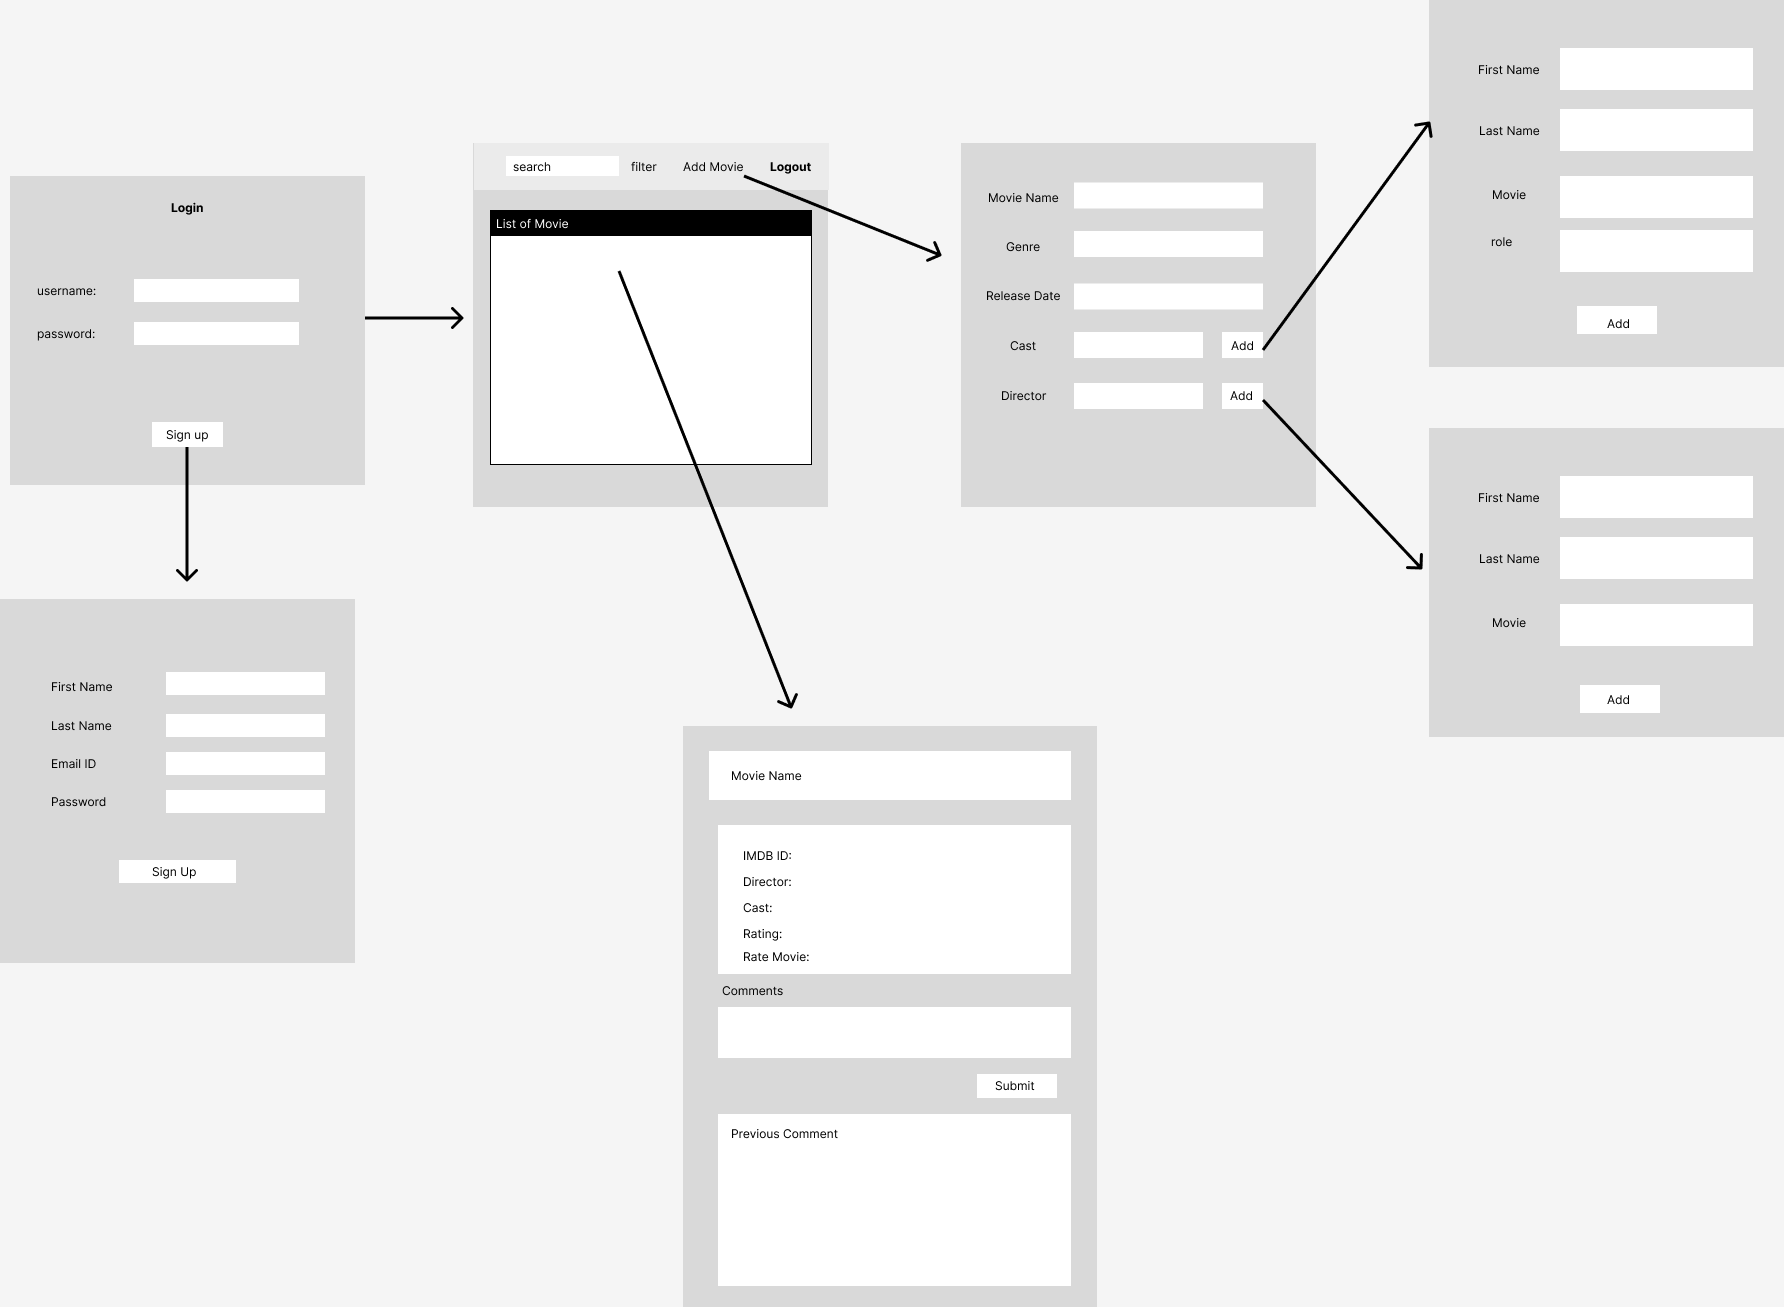 Login
username:
password:
Sign up
First Name
Last Name
Email ID
Password
Sign Up
search filter Add Movie Logout
List of Movie
Movie Name
Genre
Release Date
Cast Add
Director Add
First Name
Last Name
Movie
role
Add
First Name
Last Name
Movie
Add
Movie Name
IMDB ID:
Director:
Cast:
Rating:
Rate Movie:
Comments
Submit
Previous Comment